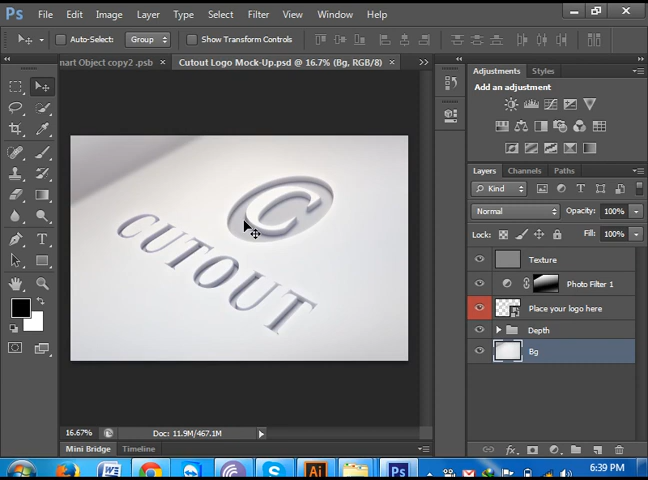 Ps File Edit Image Layer Type Select Filter View Window Help
Auto-Select: Group Show Transform Controls
mart Object copy2 .psb × Cutout Logo Mock-Up.psd @ 16.7% (Bg, RGB/8) ×
Adjustments Styles
Add an adjustment
Layers Channels Paths
Kind
Normal Opacity: 100%
Lock: Fill: 100%
Texture
Photo Filter 1
Place your logo here
Depth
Bg
C
CUTOUT
16.67% Doc: 11.9M/467.1M
Mini Bridge Timeline
6:39 PM